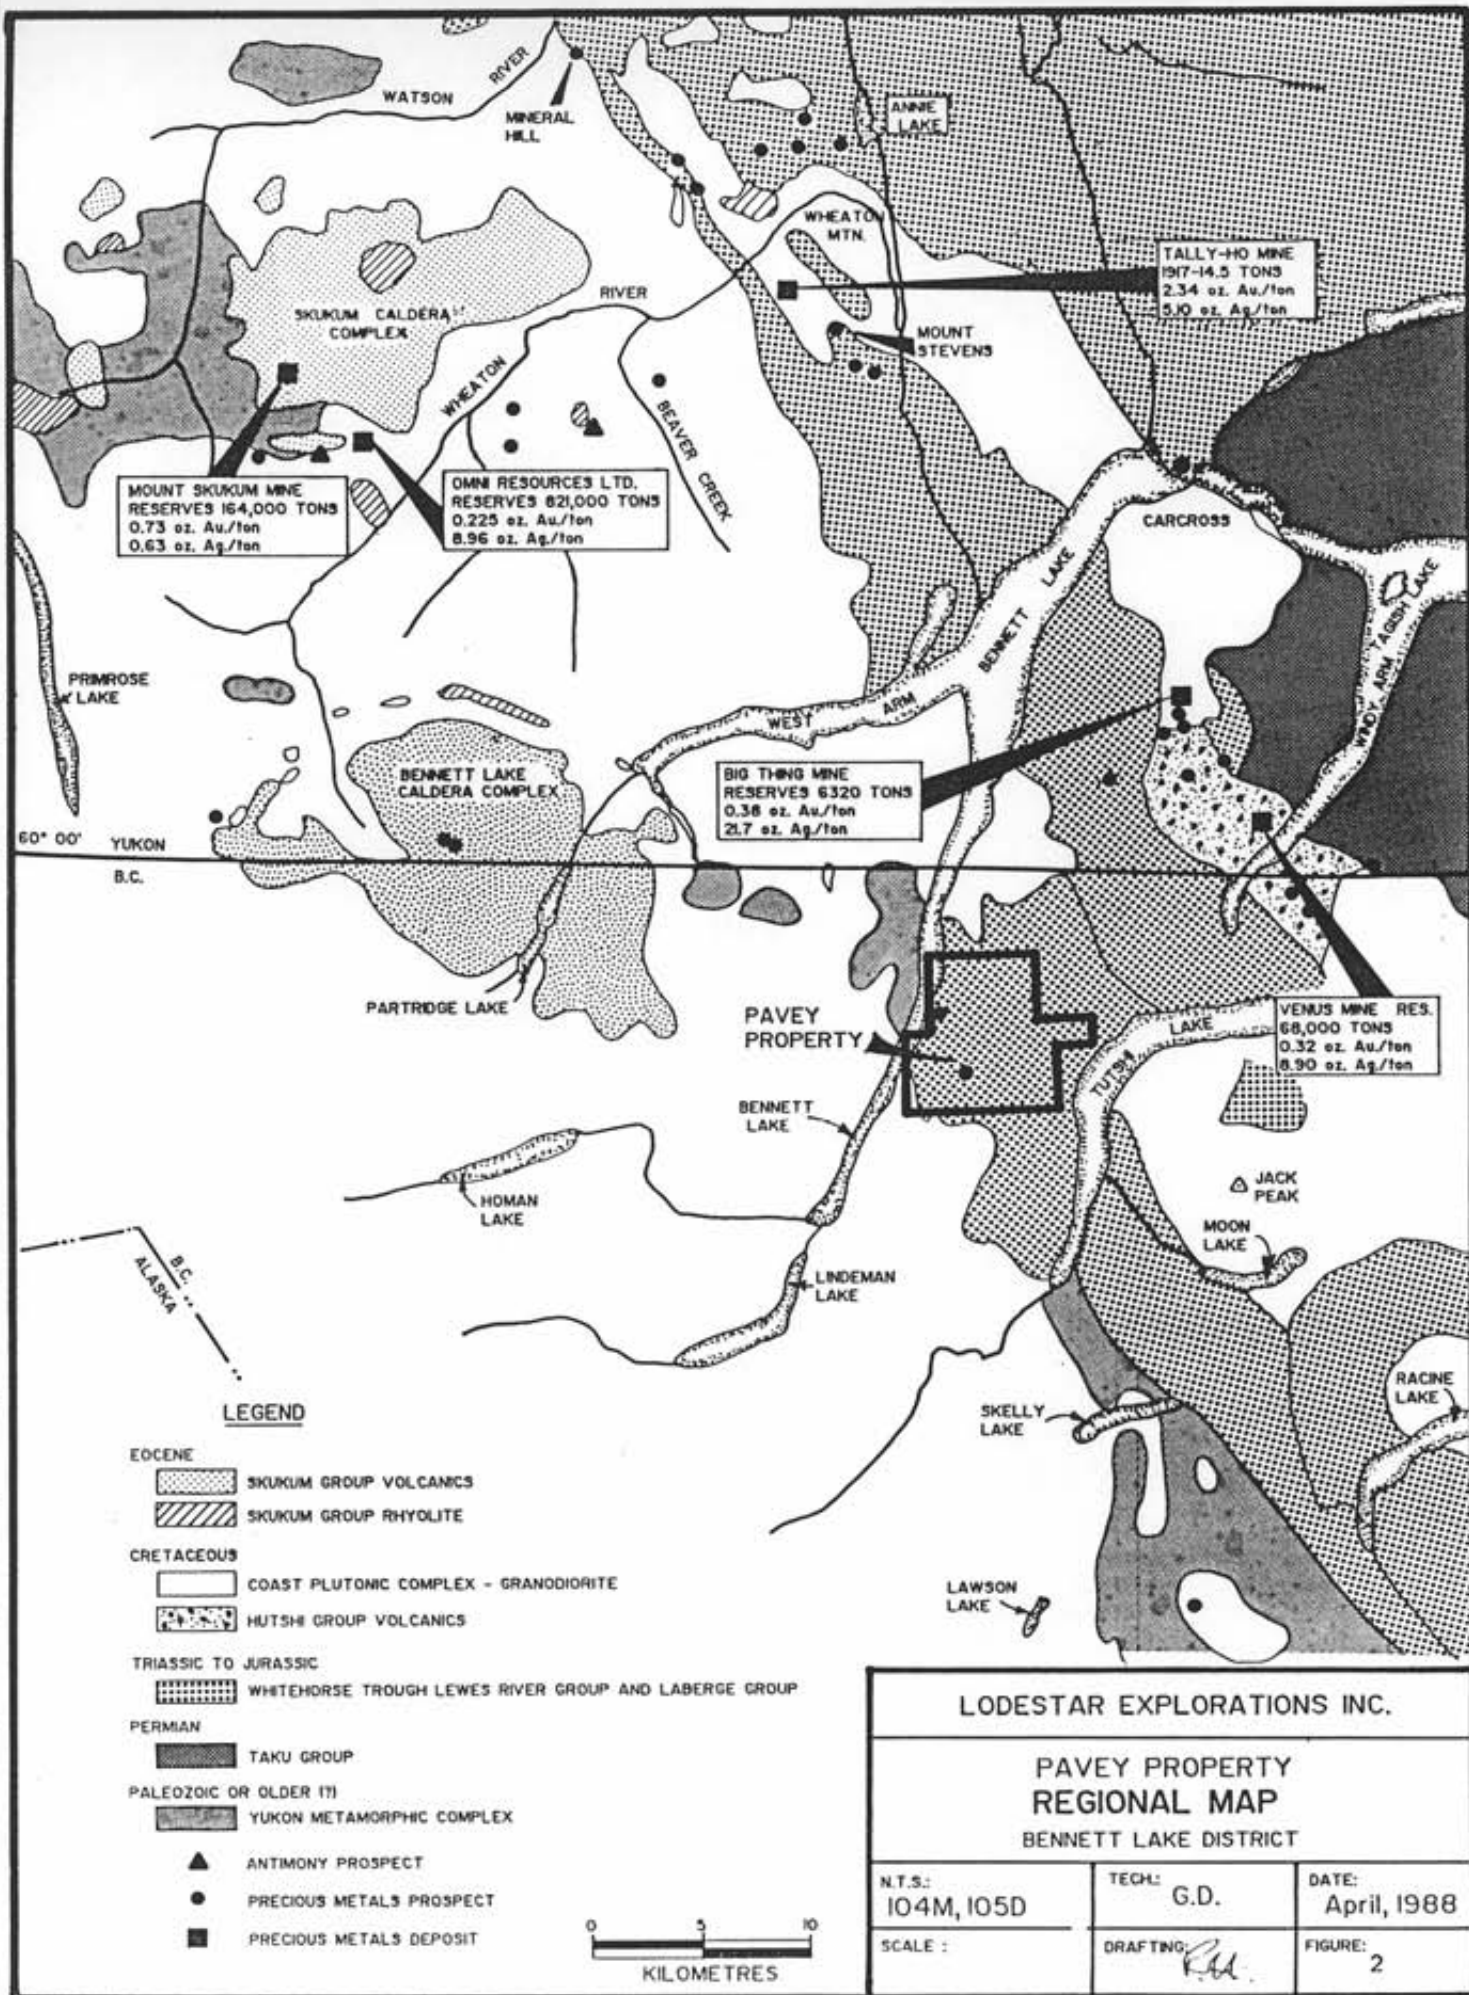 WATSON RIVER
MINERAL
HILL
ANNIE
LAKE
WHEATON
MTN.
TALLY-HO MINE
1917-14.5 TONS
2.34 oz. Au./ton
5.10 oz. Ag./ton
SKUKUM CALDERA
COMPLEX
RIVER
WHEATON
MOUNT
STEVENS
BEAVER CREEK
MOUNT SKUKUM MINE
RESERVES 164,000 TONS
0.73 oz. Au./ton
0.63 oz. Ag./ton
OMNI RESOURCES LTD.
RESERVES 821,000 TONS
0.225 oz. Au./ton
8.96 oz. Ag./ton
CARCROSS
BENNETT LAKE
WINDY ARM TAGISH LAKE
PRIMROSE
LAKE
WEST ARM
BENNETT LAKE
CALDERA COMPLEX
BIG THING MINE
RESERVES 6320 TONS
0.38 oz. Au./ton
21.7 oz. Ag./ton
60° 00' YUKON
B.C.
PARTRIDGE LAKE
PAVEY
PROPERTY
VENUS MINE RES.
68,000 TONS
0.32 oz. Au./ton
8.90 oz. Ag./ton
TUTSHI LAKE
BENNETT
LAKE
HOMAN
LAKE
JACK
PEAK
MOON
LAKE
B.C.
ALASKA
LINDEMAN
LAKE
RACINE
LAKE
SKELLY
LAKE
LAWSON
LAKE
LEGEND
EOCENE
SKUKUM GROUP VOLCANICS
SKUKUM GROUP RHYOLITE
CRETACEOUS
COAST PLUTONIC COMPLEX - GRANODIORITE
HUTSHI GROUP VOLCANICS
TRIASSIC TO JURASSIC
WHITEHORSE TROUGH LEWES RIVER GROUP AND LABERGE GROUP
PERMIAN
TAKU GROUP
PALEOZOIC OR OLDER (?)
YUKON METAMORPHIC COMPLEX
ANTIMONY PROSPECT
PRECIOUS METALS PROSPECT
PRECIOUS METALS DEPOSIT
0 5 10
KILOMETRES
LODESTAR EXPLORATIONS INC.
PAVEY PROPERTY
REGIONAL MAP
BENNETT LAKE DISTRICT
N.T.S.:
104M, 105D
TECH.:
G.D.
DATE:
April, 1988
SCALE :
DRAFTING:
FIGURE:
2